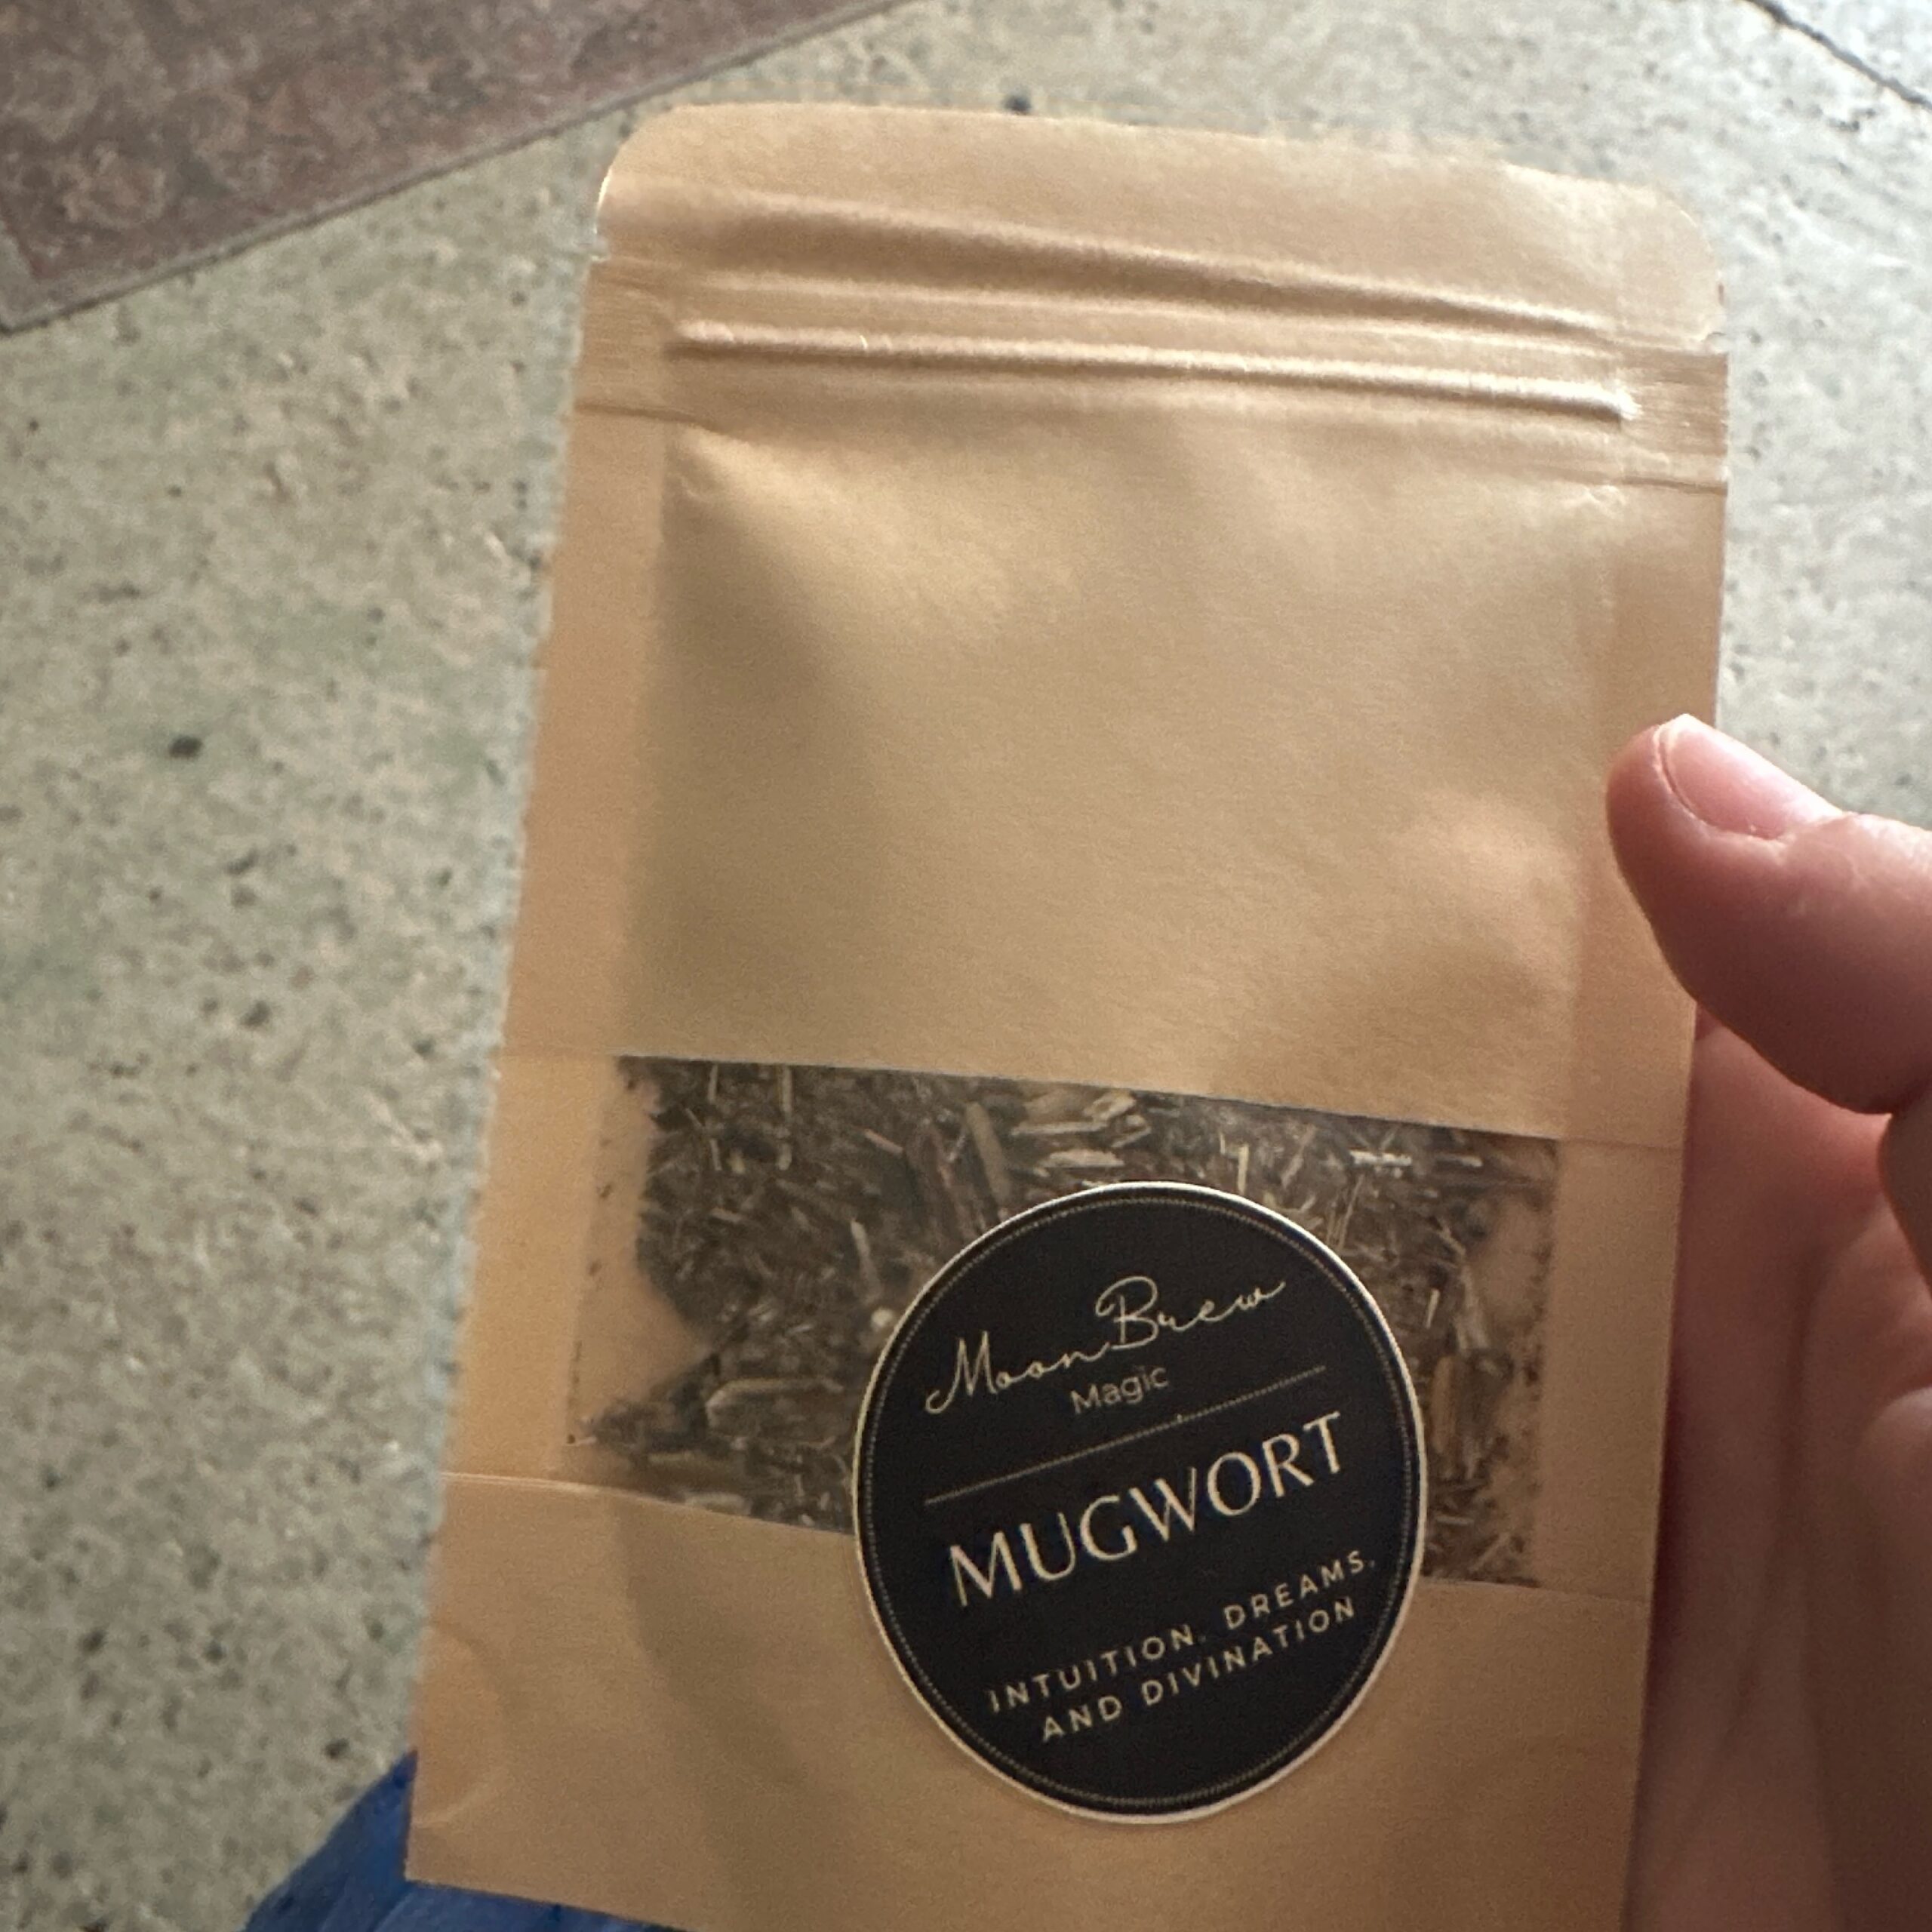 MoonBrew
Magic
MUGWORT
INTUITION, DREAMS,
AND DIVINATION